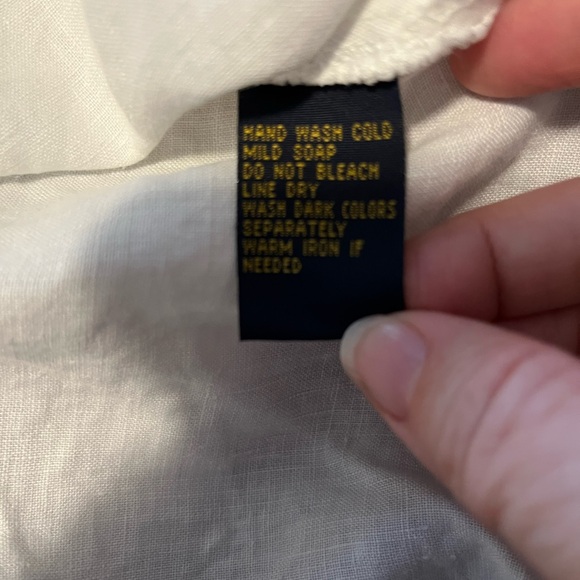 HAND WASH COLD
MILD SOAP
DO NOT BLEACH
LINE DRY
WASH DARK COLORS
SEPARATELY
WARM IRON IF
NEEDED